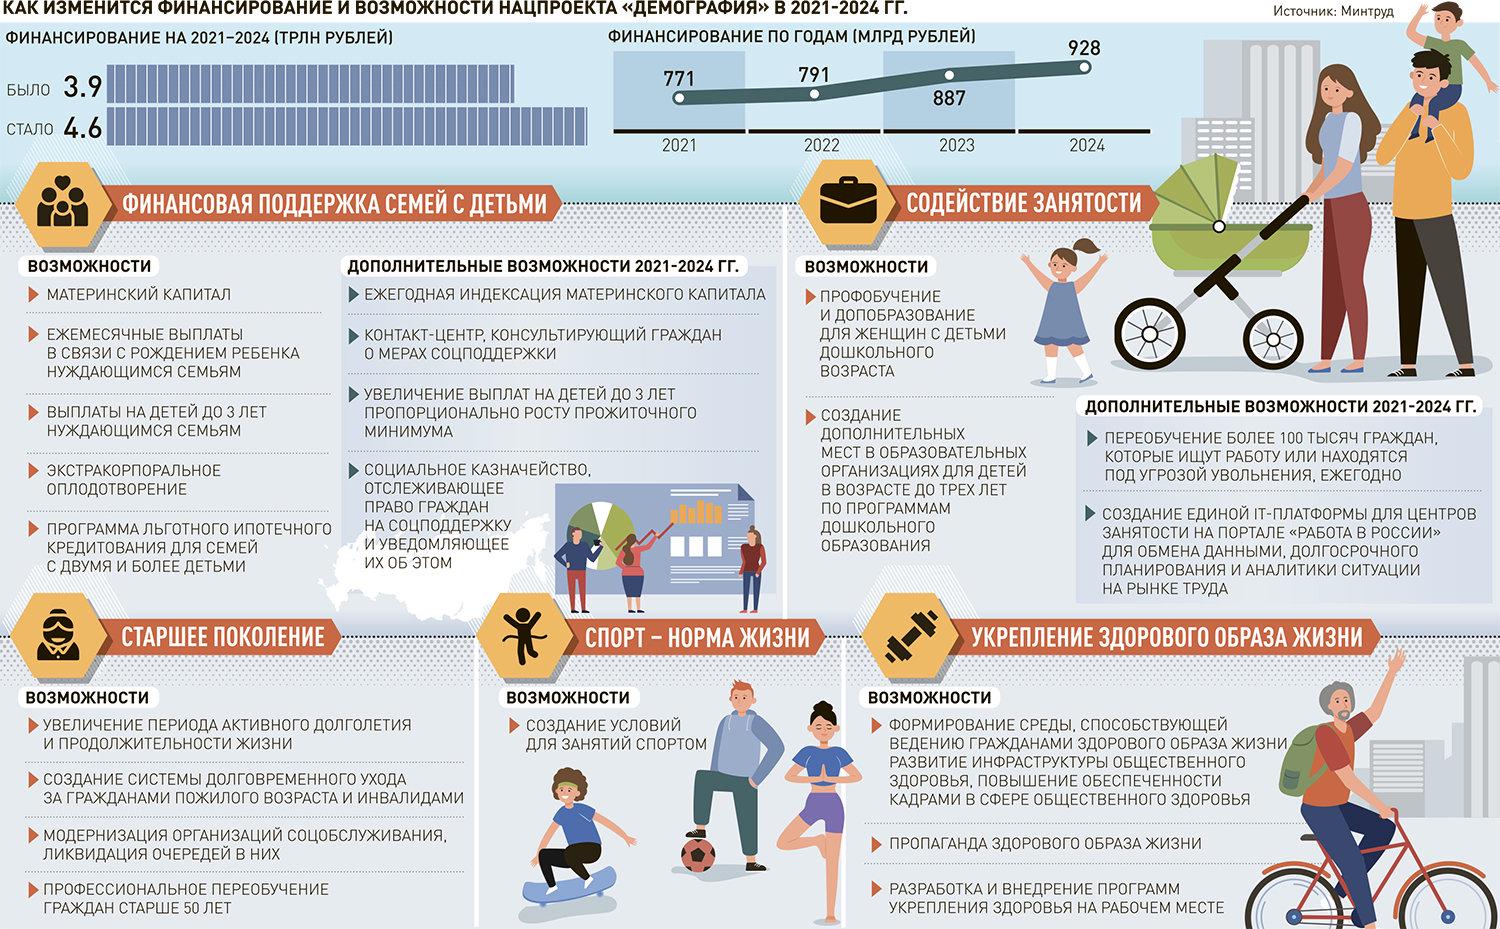 КАК ИЗМЕНИТСЯ ФИНАНСИРОВАНИЕ И ВОЗМОЖНОСТИ НАЦПРОЕКТА «ДЕМОГРАФИЯ» В 2021-2024 ГГ.
Источник: Минтруд
ФИНАНСИРОВАНИЕ НА 2021–2024 (ТРЛН РУБЛЕЙ)
БЫЛО 3.9
СТАЛО 4.6
ФИНАНСИРОВАНИЕ ПО ГОДАМ (МЛРД РУБЛЕЙ)
771
791
887
928
2021
2022
2023
2024
ФИНАНСОВАЯ ПОДДЕРЖКА СЕМЕЙ С ДЕТЬМИ
ВОЗМОЖНОСТИ
МАТЕРИНСКИЙ КАПИТАЛ
ЕЖЕМЕСЯЧНЫЕ ВЫПЛАТЫ
В СВЯЗИ С РОЖДЕНИЕМ РЕБЕНКА
НУЖДАЮЩИМСЯ СЕМЬЯМ
ВЫПЛАТЫ НА ДЕТЕЙ ДО 3 ЛЕТ
НУЖДАЮЩИМСЯ СЕМЬЯМ
ЭКСТРАКОРПОРАЛЬНОЕ
ОПЛОДОТВОРЕНИЕ
ПРОГРАММА ЛЬГОТНОГО ИПОТЕЧНОГО
КРЕДИТОВАНИЯ ДЛЯ СЕМЕЙ
С ДВУМЯ И БОЛЕЕ ДЕТЬМИ
ДОПОЛНИТЕЛЬНЫЕ ВОЗМОЖНОСТИ 2021-2024 ГГ.
ЕЖЕГОДНАЯ ИНДЕКСАЦИЯ МАТЕРИНСКОГО КАПИТАЛА
КОНТАКТ-ЦЕНТР, КОНСУЛЬТИРУЮЩИЙ ГРАЖДАН
О МЕРАХ СОЦПОДДЕРЖКИ
УВЕЛИЧЕНИЕ ВЫПЛАТ НА ДЕТЕЙ ДО 3 ЛЕТ
ПРОПОРЦИОНАЛЬНО РОСТУ ПРОЖИТОЧНОГО
МИНИМУМА
СОЦИАЛЬНОЕ КАЗНАЧЕЙСТВО,
ОТСЛЕЖИВАЮЩЕЕ
ПРАВО ГРАЖДАН
НА СОЦПОДДЕРЖКУ
И УВЕДОМЛЯЮЩЕЕ
ИХ ОБ ЭТОМ
СОДЕЙСТВИЕ ЗАНЯТОСТИ
ВОЗМОЖНОСТИ
ПРОФОБУЧЕНИЕ
И ДОПОБРАЗОВАНИЕ
ДЛЯ ЖЕНЩИН С ДЕТЬМИ
ДОШКОЛЬНОГО
ВОЗРАСТА
СОЗДАНИЕ
ДОПОЛНИТЕЛЬНЫХ
МЕСТ В ОБРАЗОВАТЕЛЬНЫХ
ОРГАНИЗАЦИЯХ ДЛЯ ДЕТЕЙ
В ВОЗРАСТЕ ДО ТРЕХ ЛЕТ
ПО ПРОГРАММАМ
ДОШКОЛЬНОГО
ОБРАЗОВАНИЯ
ДОПОЛНИТЕЛЬНЫЕ ВОЗМОЖНОСТИ 2021-2024 ГГ.
ПЕРЕОБУЧЕНИЕ БОЛЕЕ 100 ТЫСЯЧ ГРАЖДАН,
КОТОРЫЕ ИЩУТ РАБОТУ ИЛИ НАХОДЯТСЯ
ПОД УГРОЗОЙ УВОЛЬНЕНИЯ, ЕЖЕГОДНО
СОЗДАНИЕ ЕДИНОЙ IT-ПЛАТФОРМЫ ДЛЯ ЦЕНТРОВ
ЗАНЯТОСТИ НА ПОРТАЛЕ «РАБОТА В РОССИИ»
ДЛЯ ОБМЕНА ДАННЫМИ, ДОЛГОСРОЧНОГО
ПЛАНИРОВАНИЯ И АНАЛИТИКИ СИТУАЦИИ
НА РЫНКЕ ТРУДА
СТАРШЕЕ ПОКОЛЕНИЕ
ВОЗМОЖНОСТИ
УВЕЛИЧЕНИЕ ПЕРИОДА АКТИВНОГО ДОЛГОЛЕТИЯ
И ПРОДОЛЖИТЕЛЬНОСТИ ЖИЗНИ
СОЗДАНИЕ СИСТЕМЫ ДОЛГОВРЕМЕННОГО УХОДА
ЗА ГРАЖДАНАМИ ПОЖИЛОГО ВОЗРАСТА И ИНВАЛИДАМИ
МОДЕРНИЗАЦИЯ ОРГАНИЗАЦИЙ СОЦОБСЛУЖИВАНИЯ,
ЛИКВИДАЦИЯ ОЧЕРЕДЕЙ В НИХ
ПРОФЕССИОНАЛЬНОЕ ПЕРЕОБУЧЕНИЕ
ГРАЖДАН СТАРШЕ 50 ЛЕТ
СПОРТ – НОРМА ЖИЗНИ
ВОЗМОЖНОСТИ
СОЗДАНИЕ УСЛОВИЙ
ДЛЯ ЗАНЯТИЙ СПОРТОМ
УКРЕПЛЕНИЕ ЗДОРОВОГО ОБРАЗА ЖИЗНИ
ВОЗМОЖНОСТИ
ФОРМИРОВАНИЕ СРЕДЫ, СПОСОБСТВУЮЩЕЙ
ВЕДЕНИЮ ГРАЖДАНАМИ ЗДОРОВОГО ОБРАЗА ЖИЗНИ
РАЗВИТИЕ ИНФРАСТРУКТУРЫ ОБЩЕСТВЕННОГО
ЗДОРОВЬЯ, ПОВЫШЕНИЕ ОБЕСПЕЧЕННОСТИ
КАДРАМИ В СФЕРЕ ОБЩЕСТВЕННОГО ЗДОРОВЬЯ
ПРОПАГАНДА ЗДОРОВОГО ОБРАЗА ЖИЗНИ
РАЗРАБОТКА И ВНЕДРЕНИЕ ПРОГРАММ
УКРЕПЛЕНИЯ ЗДОРОВЬЯ НА РАБОЧЕМ МЕСТЕ